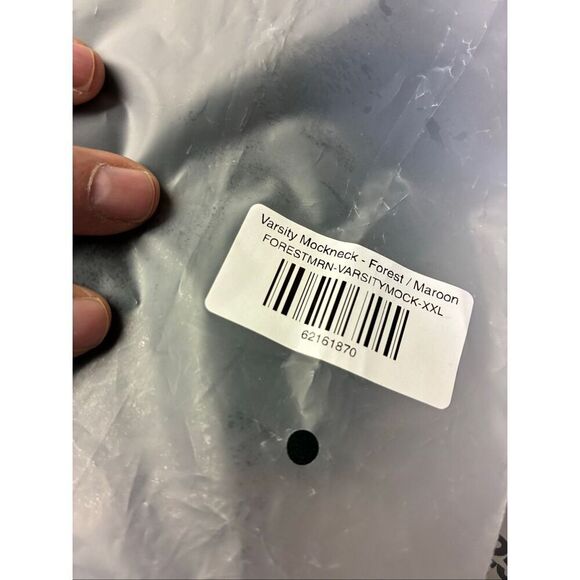 Varsity Mockneck - Forest / Maroon
FORESTMRN-VARSITYMOCK-XXL
62161870